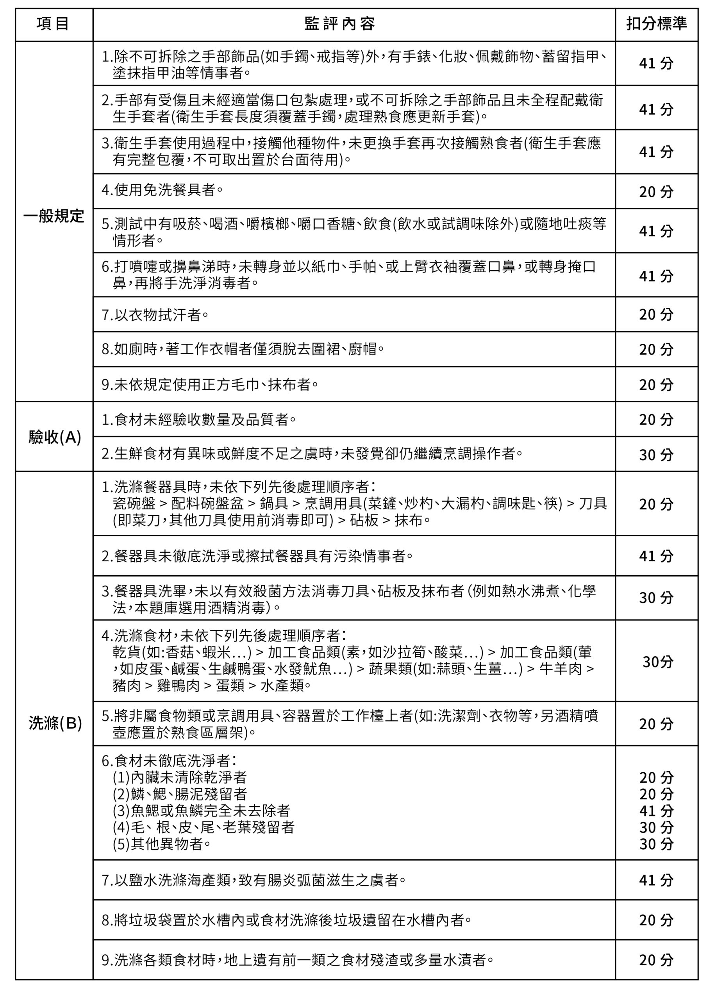 項目 監評內容 扣分標準
一般規定
1.除不可拆除之手部飾品(如手鐲、戒指等)外,有手錶、化妝、佩戴飾物、蓄留指甲、
塗抹指甲油等情事者。
41 分
2.手部有受傷且未經適當傷口包紮處理,或不可拆除之手部飾品且未全程配戴衛
生手套者(衛生手套長度須覆蓋手鐲,處理熟食應更新手套)。
41 分
3.衛生手套使用過程中,接觸他種物件,未更換手套再次接觸熟食者(衛生手套應
有完整包覆,不可取出置於台面待用)。
41 分
4.使用免洗餐具者。
20 分
5.測試中有吸菸、喝酒、嚼檳榔、嚼口香糖、飲食(飲水或試調味除外)或隨地吐痰等
情形者。
41 分
6.打噴嚏或擤鼻涕時,未轉身並以紙巾、手帕、或上臂衣袖覆蓋口鼻,或轉身掩口
鼻,再將手洗淨消毒者。
41 分
7.以衣物拭汗者。
20 分
8.如廁時,著工作衣帽者僅須脫去圍裙、廚帽。
20 分
9.未依規定使用正方毛巾、抹布者。
20 分
驗收(A)
1.食材未經驗收數量及品質者。
20 分
2.生鮮食材有異味或鮮度不足之虞時,未發覺卻仍繼續烹調操作者。
30 分
洗滌(B)
1.洗滌餐器具時,未依下列先後處理順序者:
瓷碗盤 > 配料碗盤盆 > 鍋具 > 烹調用具(菜鏟、炒杓、大漏杓、調味匙、筷) > 刀具
(即菜刀,其他刀具使用前消毒即可) > 砧板 > 抹布。
20 分
2.餐器具未徹底洗淨或擦拭餐器具有污染情事者。
41 分
3.餐器具洗畢,未以有效殺菌方法消毒刀具、砧板及抹布者(例如熱水沸煮、化學
法,本題庫選用酒精消毒)。
30 分
4.洗滌食材,未依下列先後處理順序者:
乾貨(如:香菇、蝦米…) > 加工食品類(素,如沙拉筍、酸菜…) > 加工食品類(葷
,如皮蛋、鹹蛋、生鹹鴨蛋、水發魷魚…) > 蔬果類(如:蒜頭、生薑…) > 牛羊肉 >
豬肉 > 雞鴨肉 > 蛋類 > 水產類。
30分
5.將非屬食物類或烹調用具、容器置於工作檯上者(如:洗潔劑、衣物等,另酒精噴
壺應置於熟食區層架)。
20 分
6.食材未徹底洗淨者:
(1)內臟未清除乾淨者 20 分
(2)鱗、鰓、腸泥殘留者 20 分
(3)魚鰓或魚鱗完全未去除者 41 分
(4)毛、根、皮、尾、老葉殘留者 30 分
(5)其他異物者。 30 分
7.以鹽水洗滌海產類,致有腸炎弧菌滋生之虞者。
41 分
8.將垃圾袋置於水槽內或食材洗滌後垃圾遺留在水槽內者。
20 分
9.洗滌各類食材時,地上遺有前一類之食材殘渣或多量水漬者。
20 分